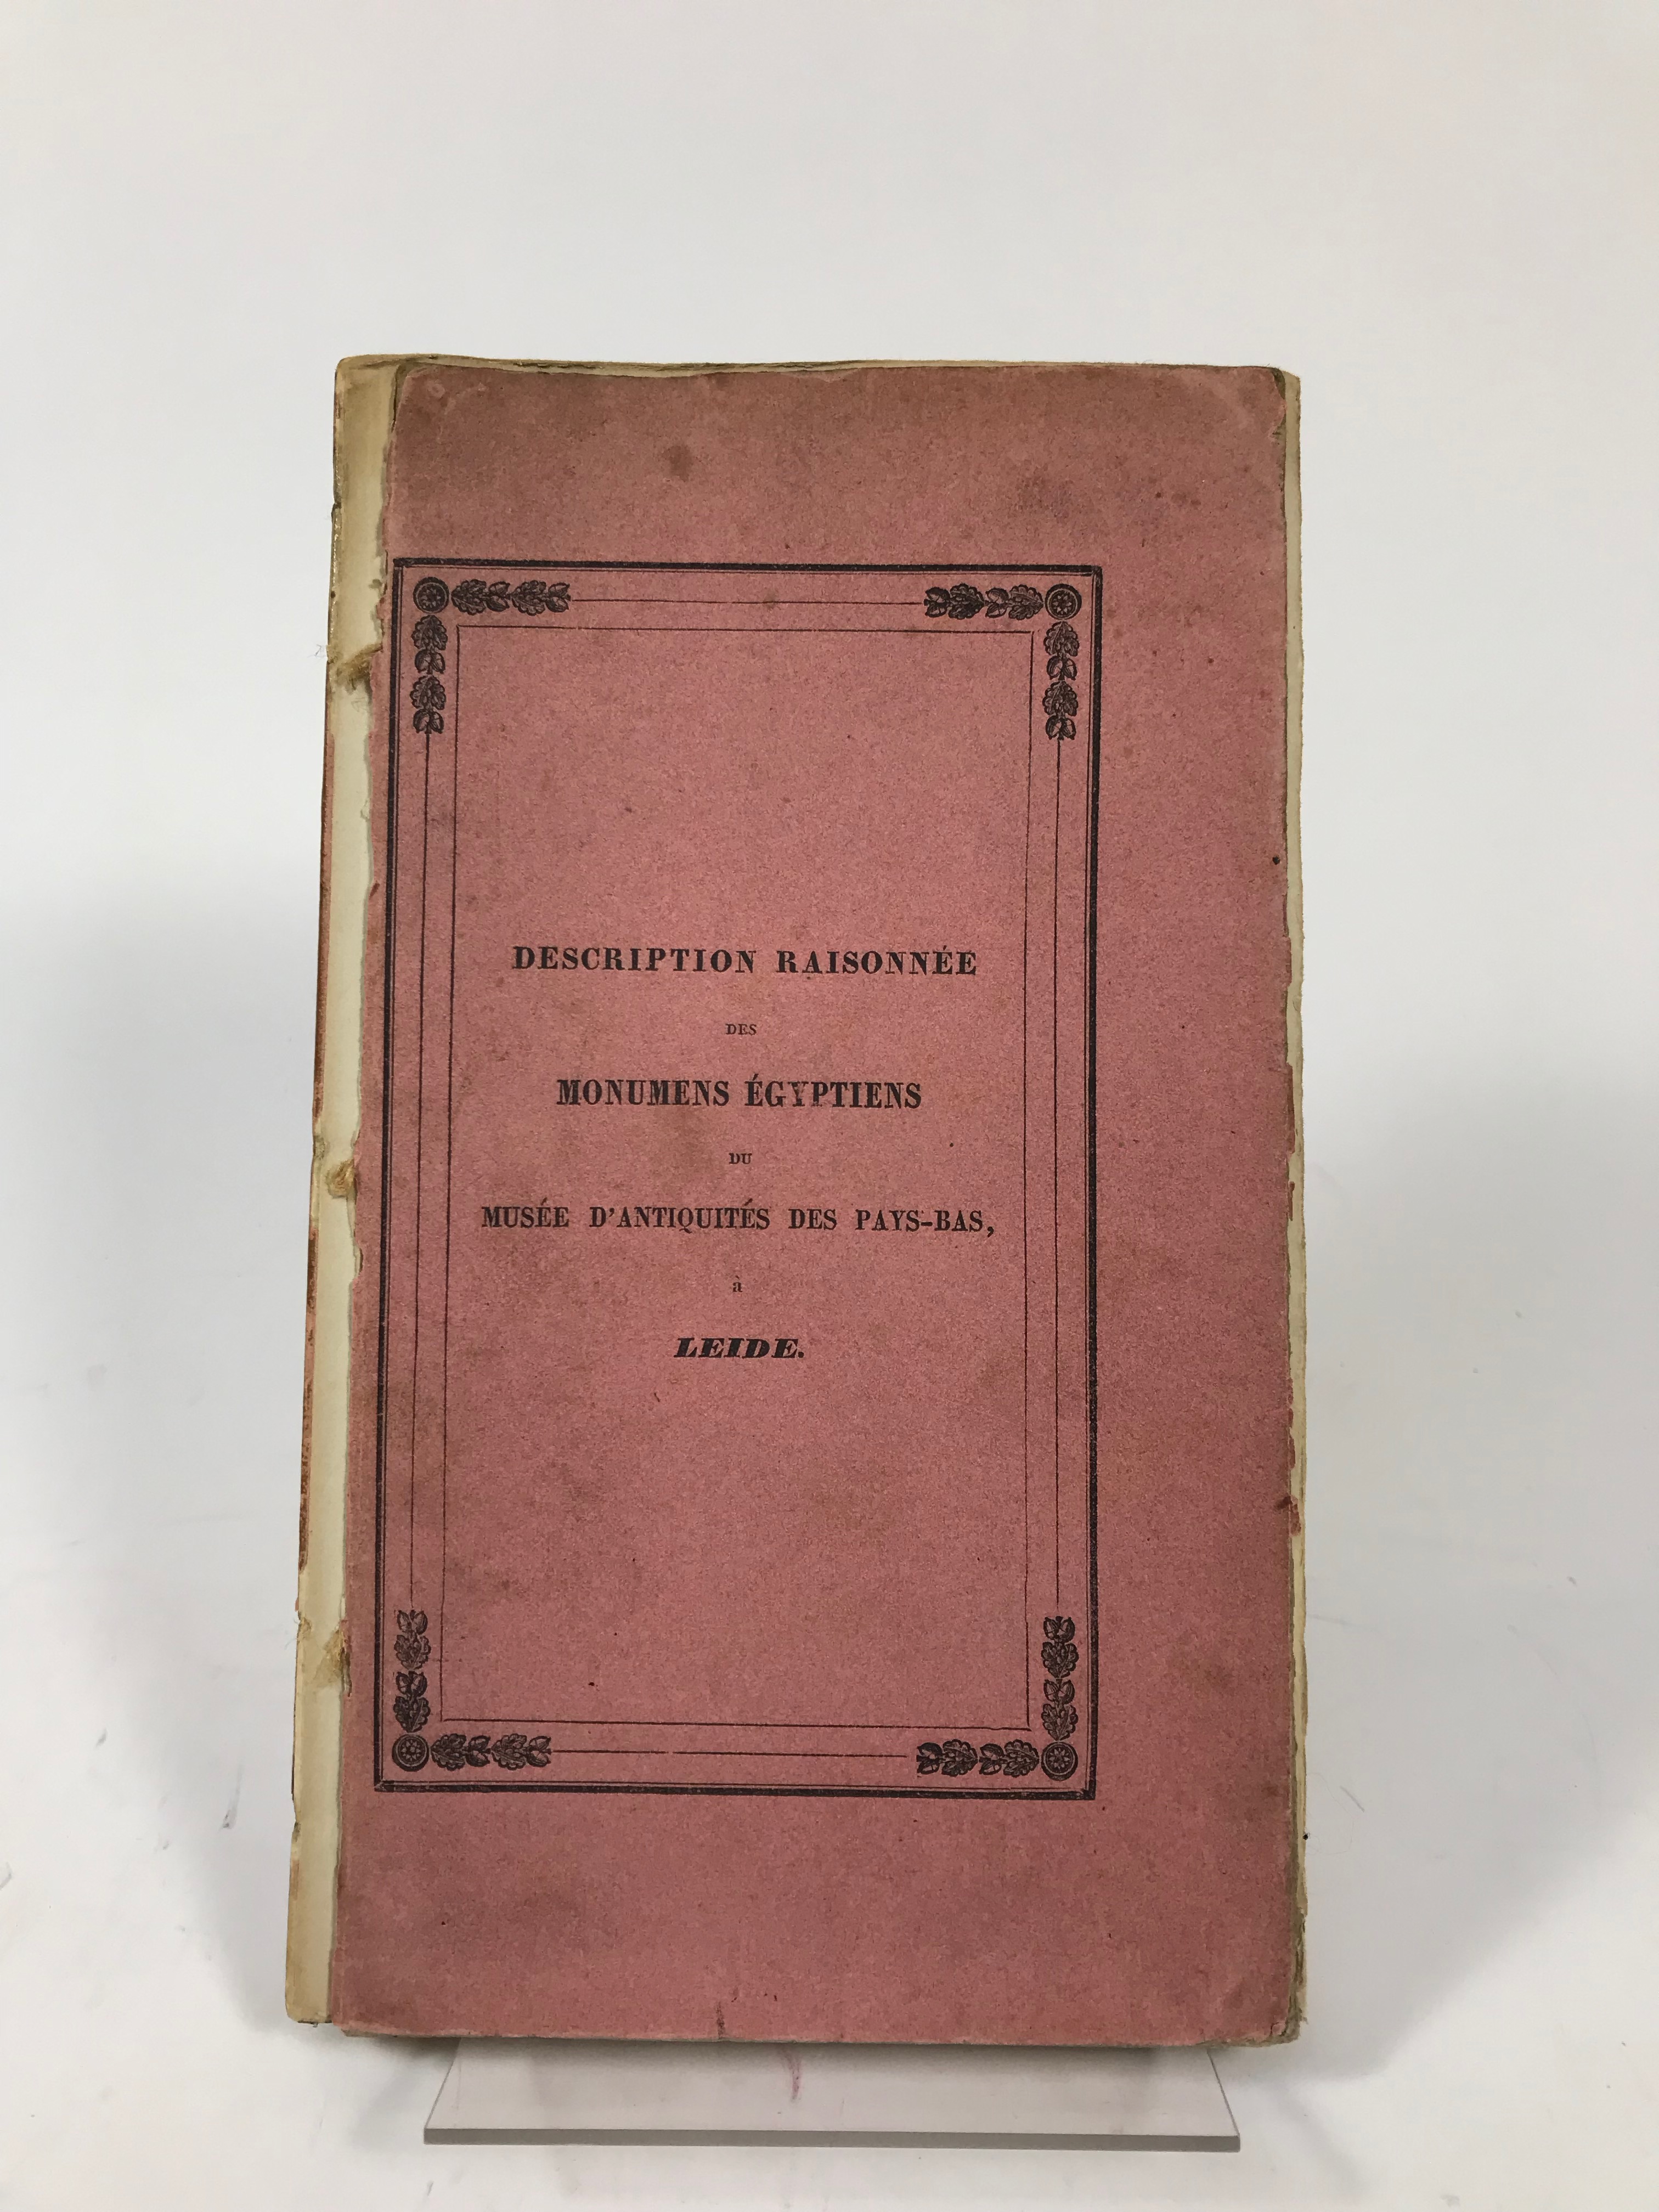 DESCRIPTION RAISONNÉE
DES
MONUMENS ÉGYPTIENS
DU
MUSÉE D'ANTIQUITÉS DES PAYS-BAS,
à
LEIDE.